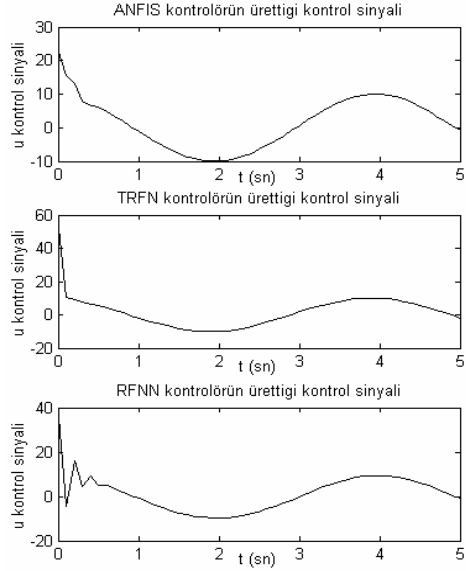 ANFIS kontrolörün ürettigi kontrol sinyali
u kontrol sinyali
30
20
10
0
-10
0 1 2 3 4 5
t (sn)
TRFN kontrolörün ürettigi kontrol sinyali
u kontrol sinyali
60
40
20
0
-20
0 1 2 3 4 5
t (sn)
RFNN kontrolörün ürettigi kontrol sinyali
u kontrol sinyali
40
20
0
-20
0 1 2 3 4 5
t (sn)